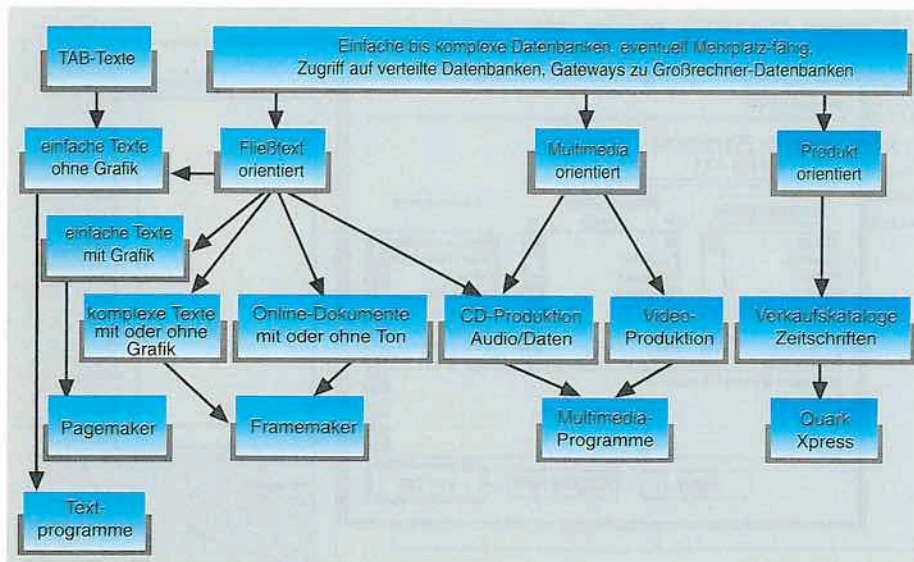 TAB-Texte
Einfache bis komplexe Datenbanken, eventuell Mehrplatz-fähig,
Zugriff auf verteilte Datenbanken, Gateways zu Großrechner-Datenbanken
einfache Texte
ohne Grafik
Fließtext
orientiert
Multimedia
orientiert
Produkt
orientiert
einfache Texte
mit Grafik
komplexe Texte
mit oder ohne
Grafik
Online-Dokumente
mit oder ohne Ton
CD-Produktion
Audio/Daten
Video-
Produktion
Verkaufskataloge
Zeitschriften
Pagemaker
Framemaker
Multimedia-
Programme
Quark
Xpress
Text-
programme